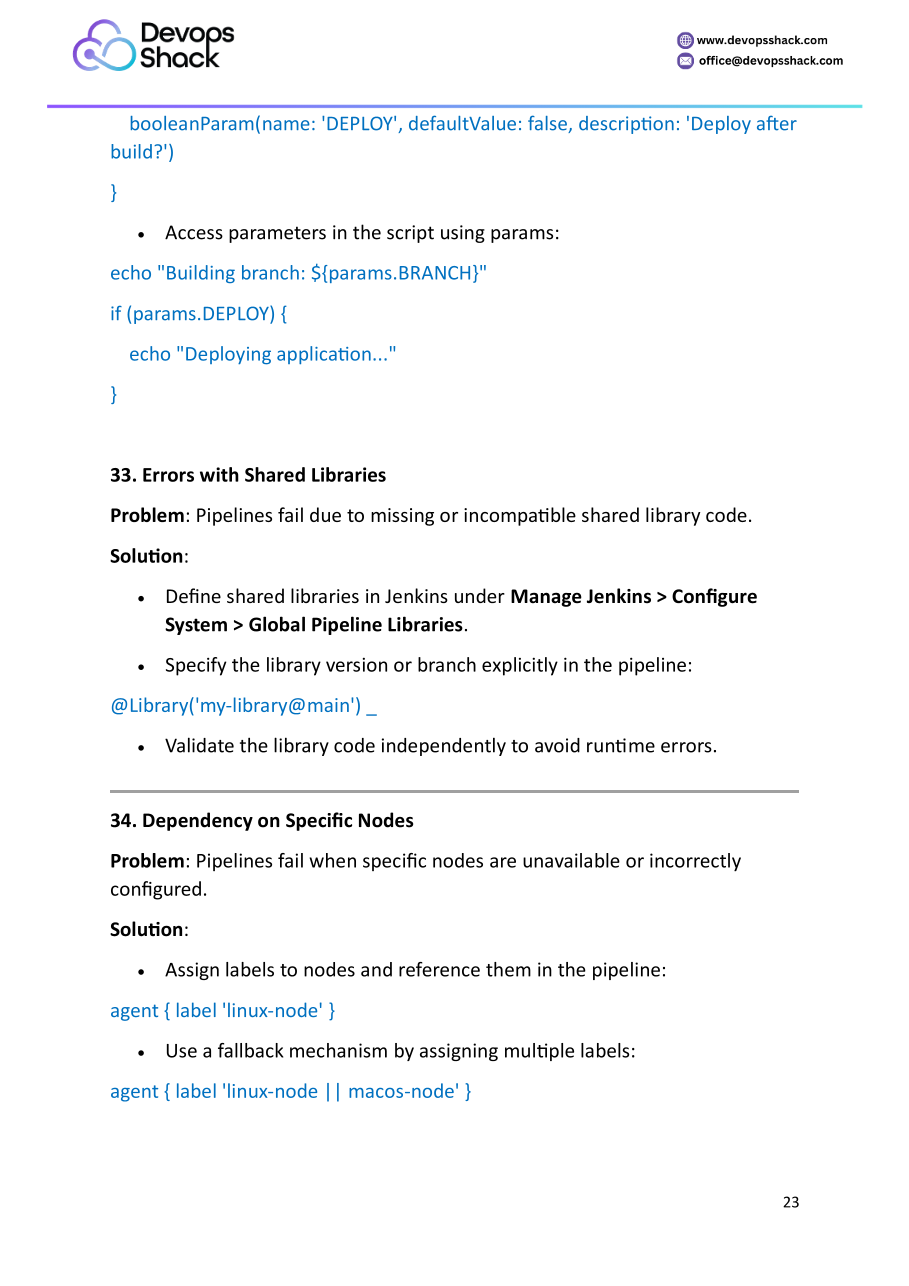 Devops
Shack
www.devopsshack.com
office@devopsshack.com
booleanParam(name: 'DEPLOY', defaultValue: false, description: 'Deploy after
build?')
}
• Access parameters in the script using params:
echo "Building branch: ${params.BRANCH}"
if (params.DEPLOY) {
echo "Deploying application..."
}
33. Errors with Shared Libraries
Problem: Pipelines fail due to missing or incompatible shared library code.
Solution:
• Define shared libraries in Jenkins under Manage Jenkins > Configure
System > Global Pipeline Libraries.
• Specify the library version or branch explicitly in the pipeline:
@Library('my-library@main') _
• Validate the library code independently to avoid runtime errors.
34. Dependency on Specific Nodes
Problem: Pipelines fail when specific nodes are unavailable or incorrectly
configured.
Solution:
• Assign labels to nodes and reference them in the pipeline:
agent { label 'linux-node' }
• Use a fallback mechanism by assigning multiple labels:
agent { label 'linux-node || macos-node' }
23